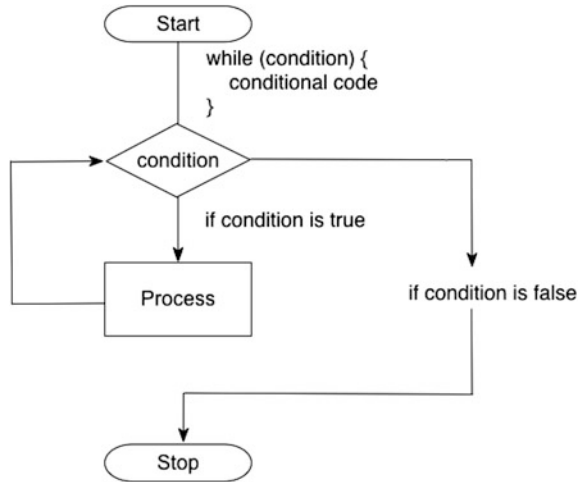 Start
while (condition) {
conditional code
}
condition
if condition is true
Process
if condition is false
Stop